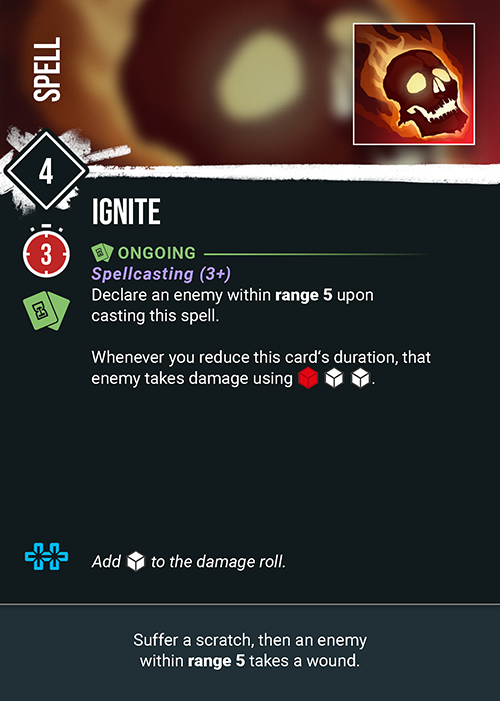 SPELL
4
IGNITE
3
ONGOING
Spellcasting (3+)
Declare an enemy within range 5 upon
casting this spell.
Whenever you reduce this card‘s duration, that
enemy takes damage using .
Add to the damage roll.
Suffer a scratch, then an enemy
within range 5 takes a wound.